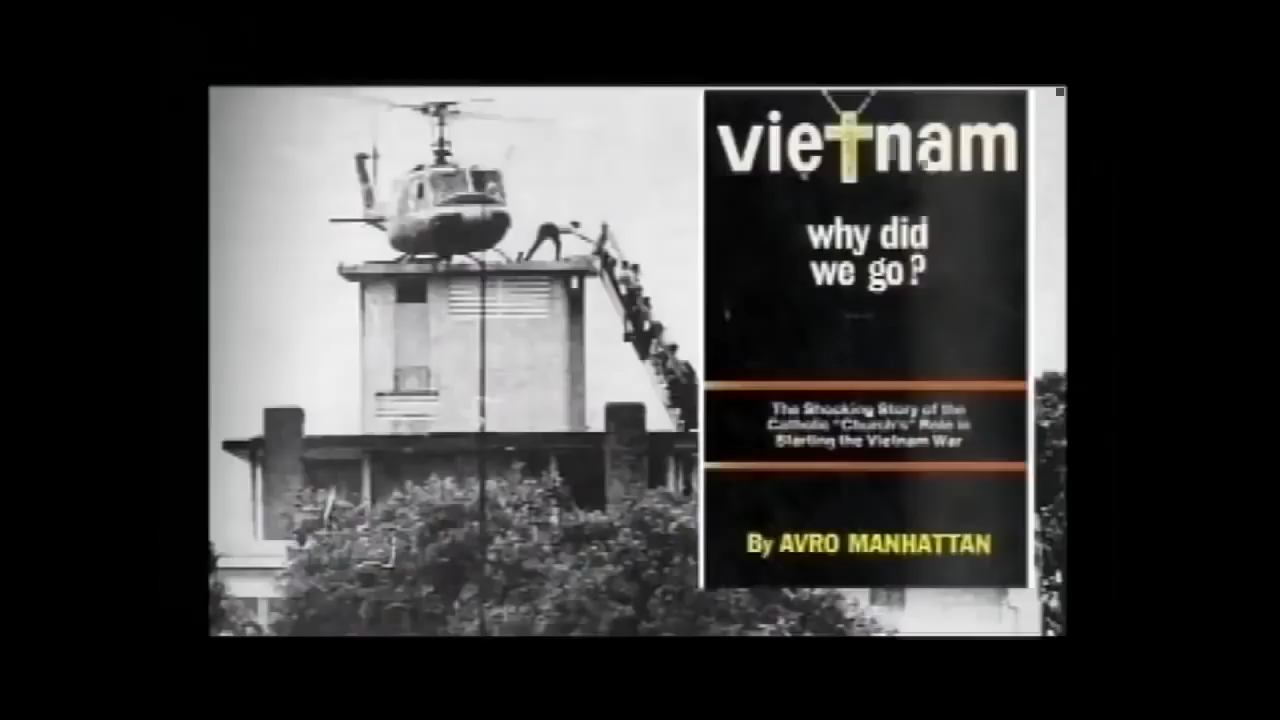 vietnam
why did
we go?
The Shocking Story of the
Catholic "Church's" Role in
Starting the Vietnam War
By AVRO MANHATTAN